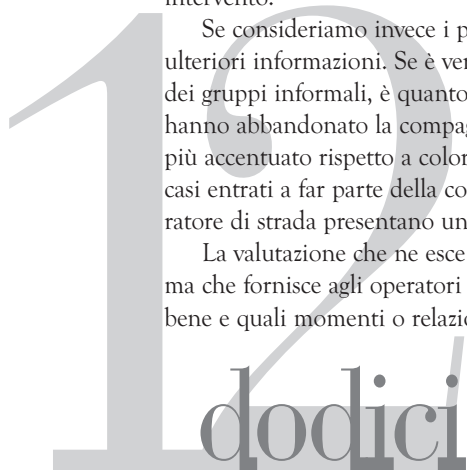 intervento.
Se consideriamo invece i p
ulteriori informazioni. Se è ver
dei gruppi informali, è quanto
hanno abbandonato la compag
più accentuato rispetto a color
casi entrati a far parte della co
ratore di strada presentano un
La valutazione che ne esce
ma che fornisce agli operatori
bene e quali momenti o relazio
12
dodici